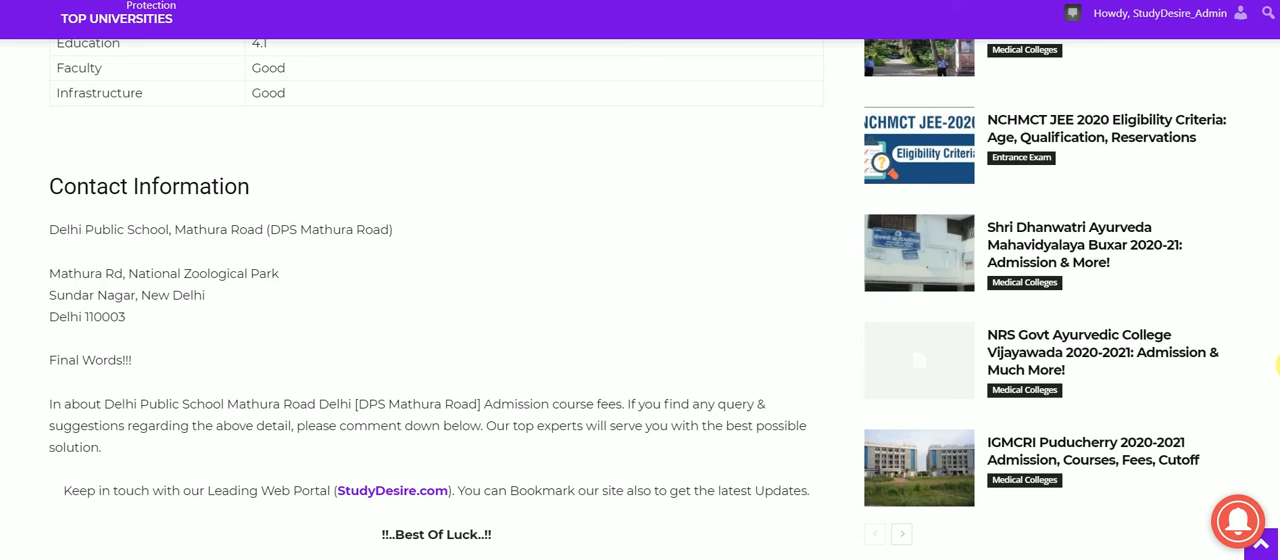 Protection
TOP UNIVERSITIES
Howdy, StudyDesire_Admin
Education 4.1
Faculty Good
Infrastructure Good
Contact Information
Delhi Public School, Mathura Road (DPS Mathura Road)
Mathura Rd, National Zoological Park
Sundar Nagar, New Delhi
Delhi 110003
Final Words!!!
In about Delhi Public School Mathura Road Delhi [DPS Mathura Road] Admission course fees. If you find any query &
suggestions regarding the above detail, please comment down below. Our top experts will serve you with the best possible
solution.
Keep in touch with our Leading Web Portal (StudyDesire.com). You can Bookmark our site also to get the latest Updates.
!!..Best Of Luck..!!
Medical Colleges
NCHMCT JEE-2020
Eligibility Criteria
NCHMCT JEE 2020 Eligibility Criteria:
Age, Qualification, Reservations
Entrance Exam
Shri Dhanwatri Ayurveda
Mahavidyalaya Buxar 2020-21:
Admission & More!
Medical Colleges
NRS Govt Ayurvedic College
Vijayawada 2020-2021: Admission &
Much More!
Medical Colleges
IGMCRI Puducherry 2020-2021
Admission, Courses, Fees, Cutoff
Medical Colleges